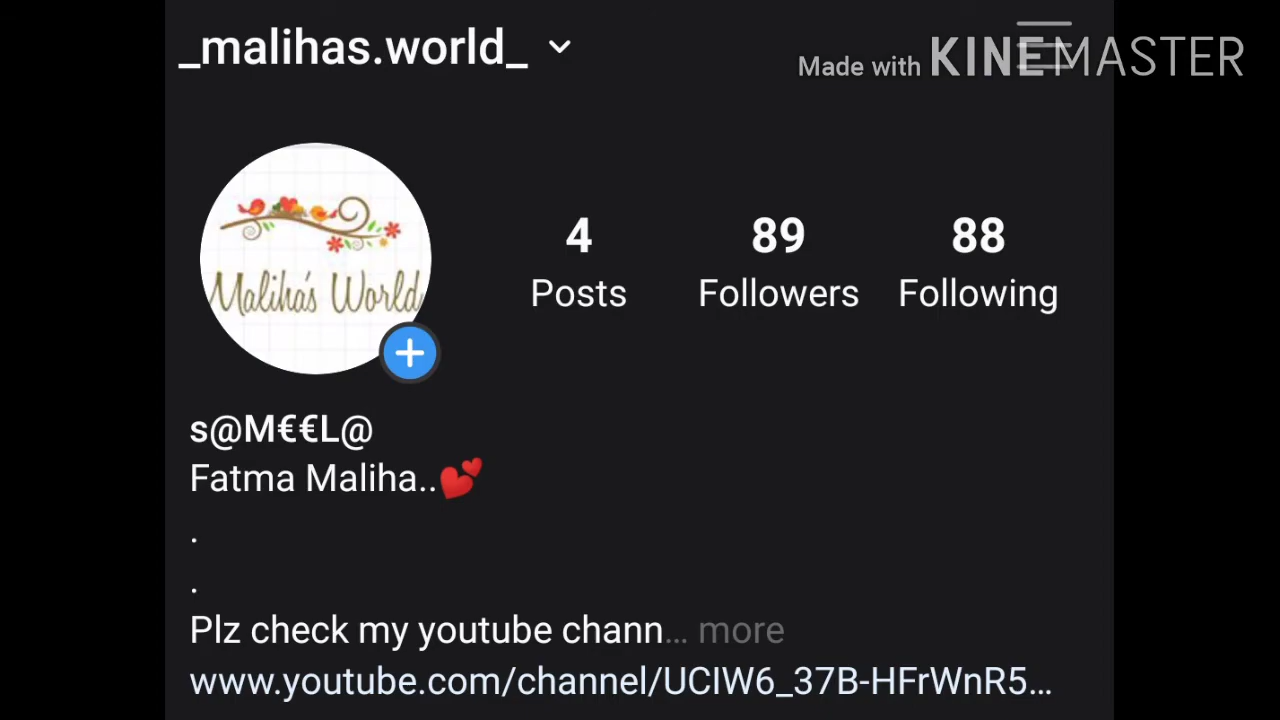 _malihas.world_
Made with KINEMASTER
Maliha's World
4 89 88
Posts Followers Following
s@M€€L@
Fatma Maliha..💕
.
.
Plz check my youtube chann... more
www.youtube.com/channel/UCIW6_37B-HFrWnR5...